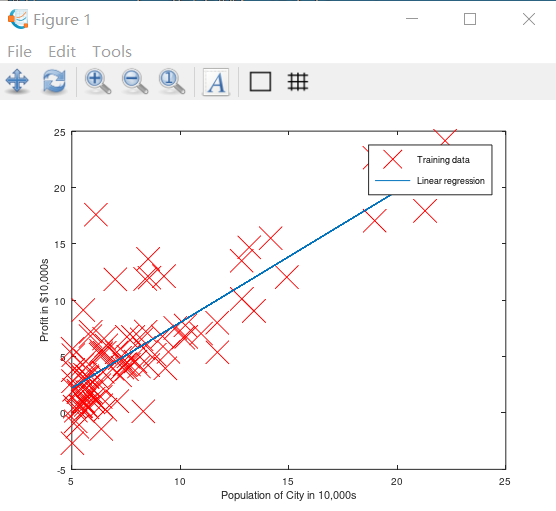 Figure 1
File Edit Tools
A
25
20
15
10
5
0
-5
5 10 15 20 25
Profit in $10,000s
Population of City in 10,000s
Training data
Linear regression